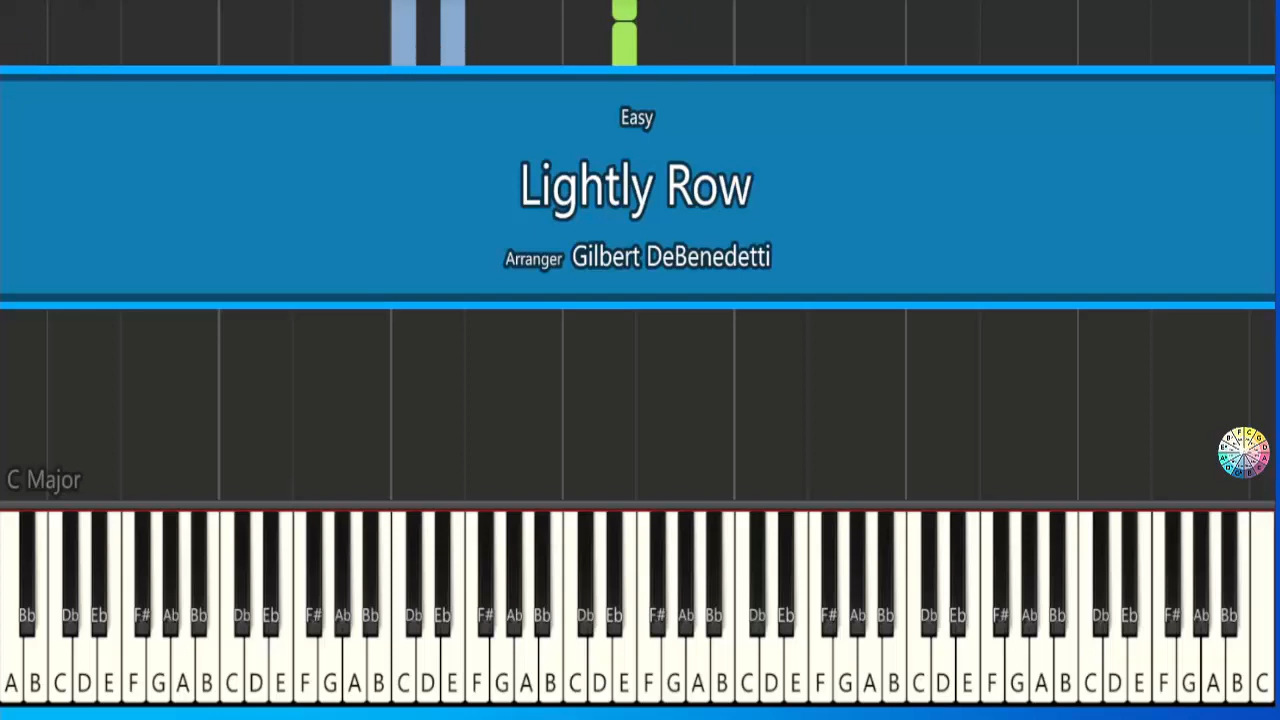 Easy
Lightly Row
Arranger Gilbert DeBenedetti
C Major
Bb Db Eb F# Ab Bb Db Eb F# Ab Bb Db Eb F# Ab Bb Db Eb F# Ab Bb Db Eb F# Ab Bb Db Eb F# Ab Bb Db Eb F# Ab Bb
A B C D E F G A B C D E F G A B C D E F G A B C D E F G A B C D E F G A B C D E F G A B C D E F G A B C